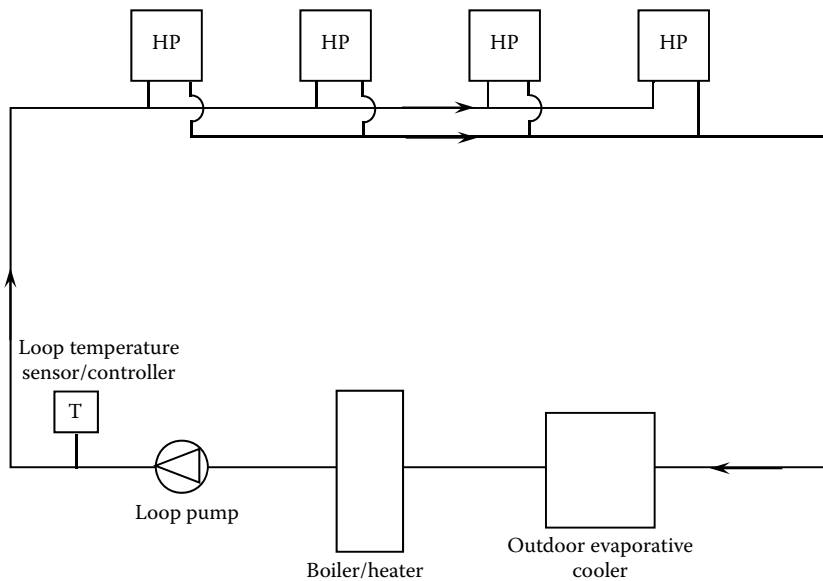 HP
HP
HP
HP
Loop temperature
sensor/controller
T
Loop pump
Boiler/heater
Outdoor evaporative
cooler